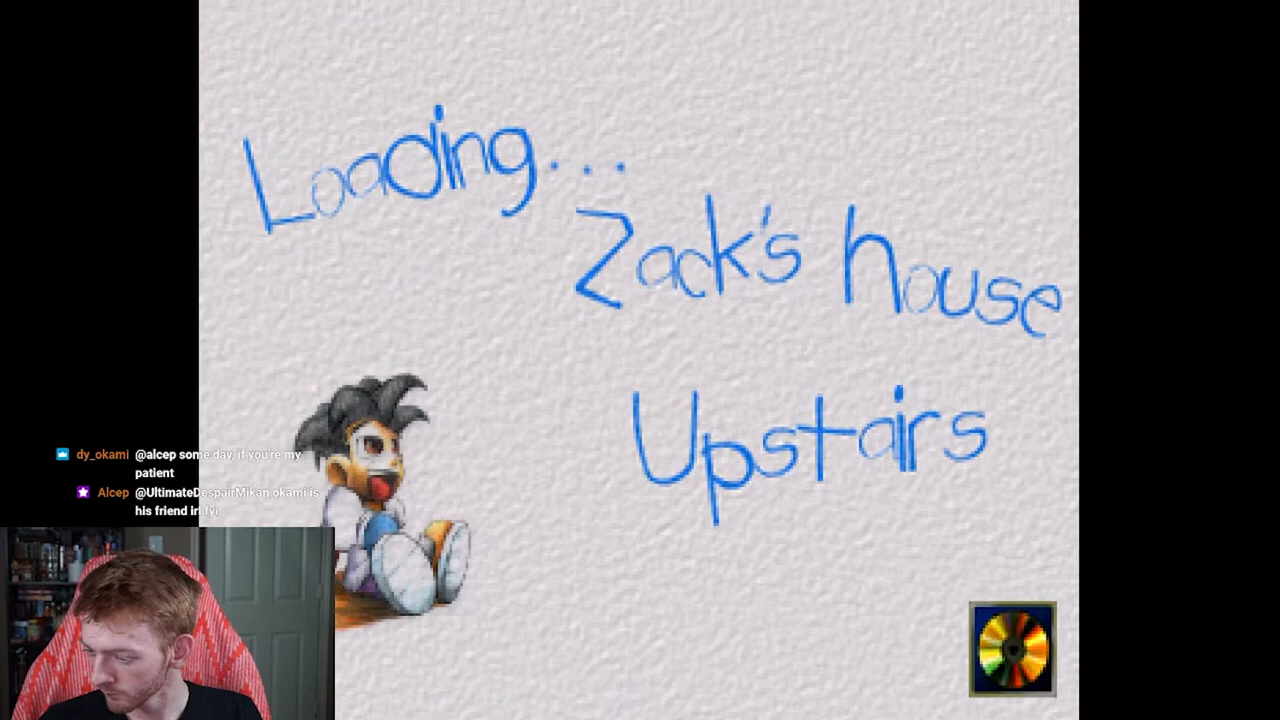 Loading...
Zack's house
Upstairs
dy_okami @alcep some day, if you're my
patient
Alcep @UltimateDespairMikan okami is
his friend irl fyi